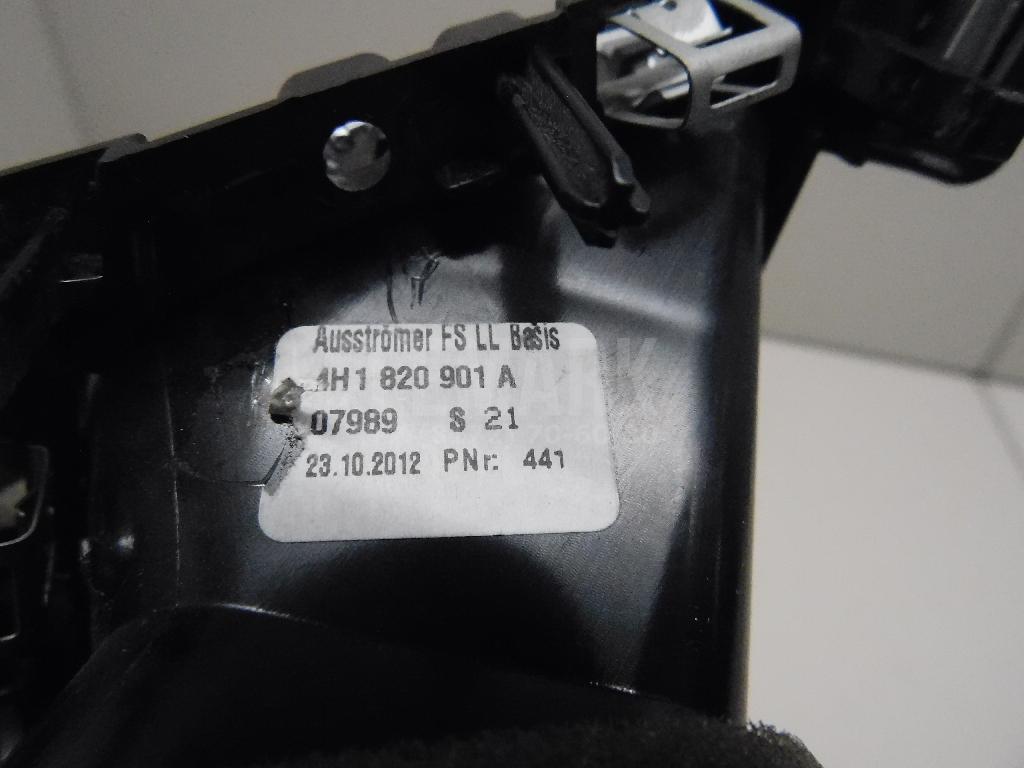 Ausströmer FS LL Basis
4H1 820 901 A
07989 S 21
23.10.2012 PNr: 441